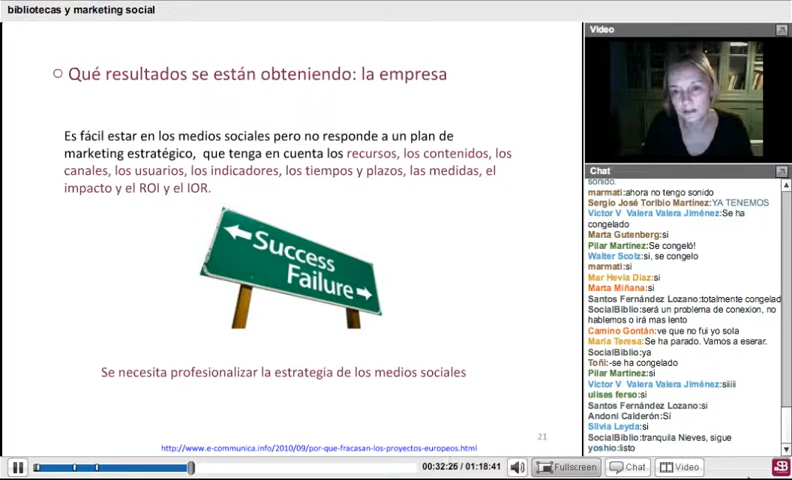 bibliotecas y marketing social
Qué resultados se están obteniendo: la empresa
Es fácil estar en los medios sociales pero no responde a un plan de
marketing estratégico, que tenga en cuenta los recursos, los contenidos, los
canales, los usuarios, los indicadores, los tiempos y plazos, las medidas, el
impacto y el ROI y el IOR.
Success
Failure
Se necesita profesionalizar la estrategia de los medios sociales
21
http://www.e-communica.info/2010/09/por-que-fracasan-los-proyectos-europeos.html
Video
Chat
sonido.
marmati:ahora no tengo sonido
Sergio José Toribio Martínez:YA TENEMOS
Victor V Valera Valera Jiménez:Se ha
congelado
Marta Gutenberg:si
Pilar Martinez:Se congeló!
Walter Scolz:si, se congelo
marmati:si
Mar Hevia Diaz:si
Marta Miñana:si
Santos Fernández Lozano:totalmente congelad
SocialBiblio:será un problema de conexion, no
hablemos o irá mas lento
Camino Gontán:ve que no fui yo sola
Maria Teresa:Se ha parado. Vamos a eserar.
SocialBiblio:ya
Toñi:-se ha congelado
Pilar Martinez:si
Victor V Valera Valera Jiménez:siiii
ulises ferso:si
Santos Fernández Lozano:si
Andoni Calderón:Sí
Silvia Leyda:si
SocialBiblio:tranquila Nieves, sigue
yoshio:listo
00:32:25 / 01:18:41
Fullscreen
Chat
Video
SB